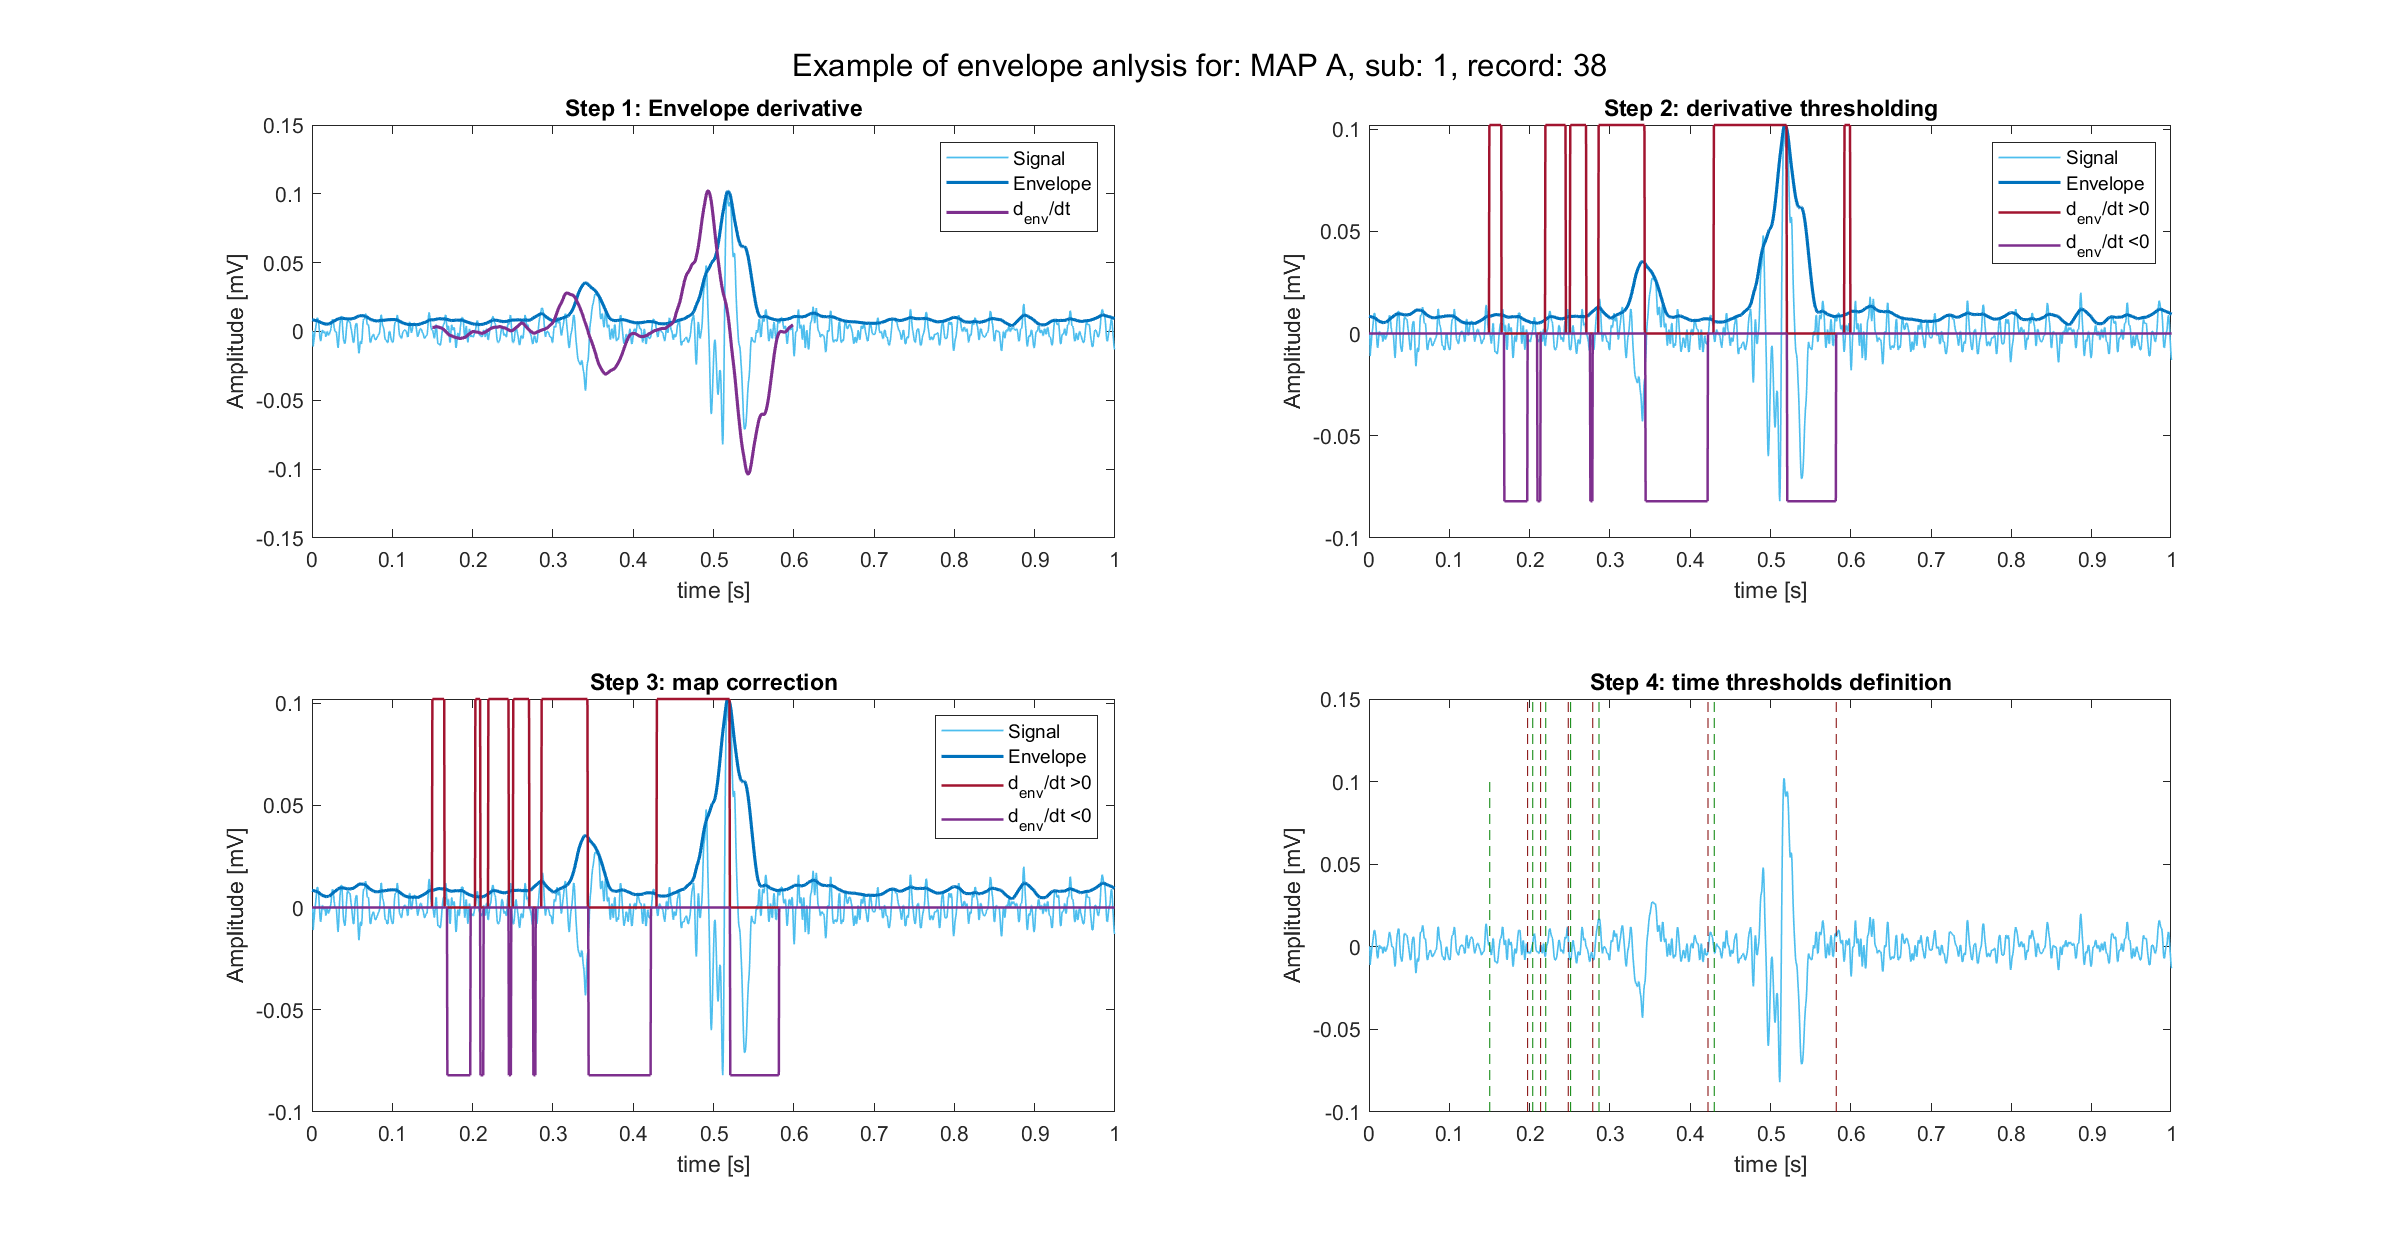 Example of envelope anlysis for: MAP A, sub: 1, record: 38
Step 1: Envelope derivative
0.15
0.1
0.05
0
-0.05
-0.1
-0.15
Amplitude [mV]
Signal
Envelope
d_env/dt
0 0.1 0.2 0.3 0.4 0.5 0.6 0.7 0.8 0.9 1
time [s]
Step 2: derivative thresholding
0.1
0.05
0
-0.05
-0.1
Amplitude [mV]
Signal
Envelope
d_env/dt >0
d_env/dt <0
0 0.1 0.2 0.3 0.4 0.5 0.6 0.7 0.8 0.9 1
time [s]
Step 3: map correction
0.1
0.05
0
-0.05
-0.1
Amplitude [mV]
Signal
Envelope
d_env/dt >0
d_env/dt <0
0 0.1 0.2 0.3 0.4 0.5 0.6 0.7 0.8 0.9 1
time [s]
Step 4: time thresholds definition
0.15
0.1
0.05
0
-0.05
-0.1
Amplitude [mV]
0 0.1 0.2 0.3 0.4 0.5 0.6 0.7 0.8 0.9 1
time [s]